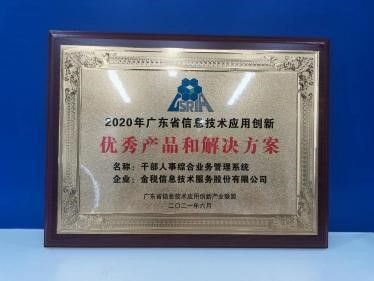 GSRIA
2020年广东省信息技术应用创新
优秀产品和解决方案
名称：干部人事综合业务管理系统
企业：金税信息技术服务股份有限公司
广东省信息技术应用创新产业联盟
二〇二一年六月